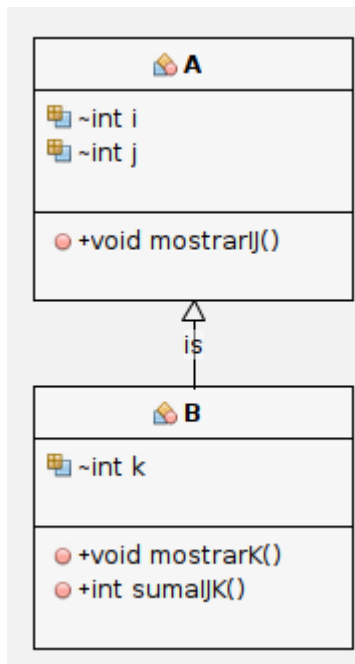 A
~int i
~int j
+void mostrarIJ()
is
B
~int k
+void mostrarK()
+int sumaIJK()